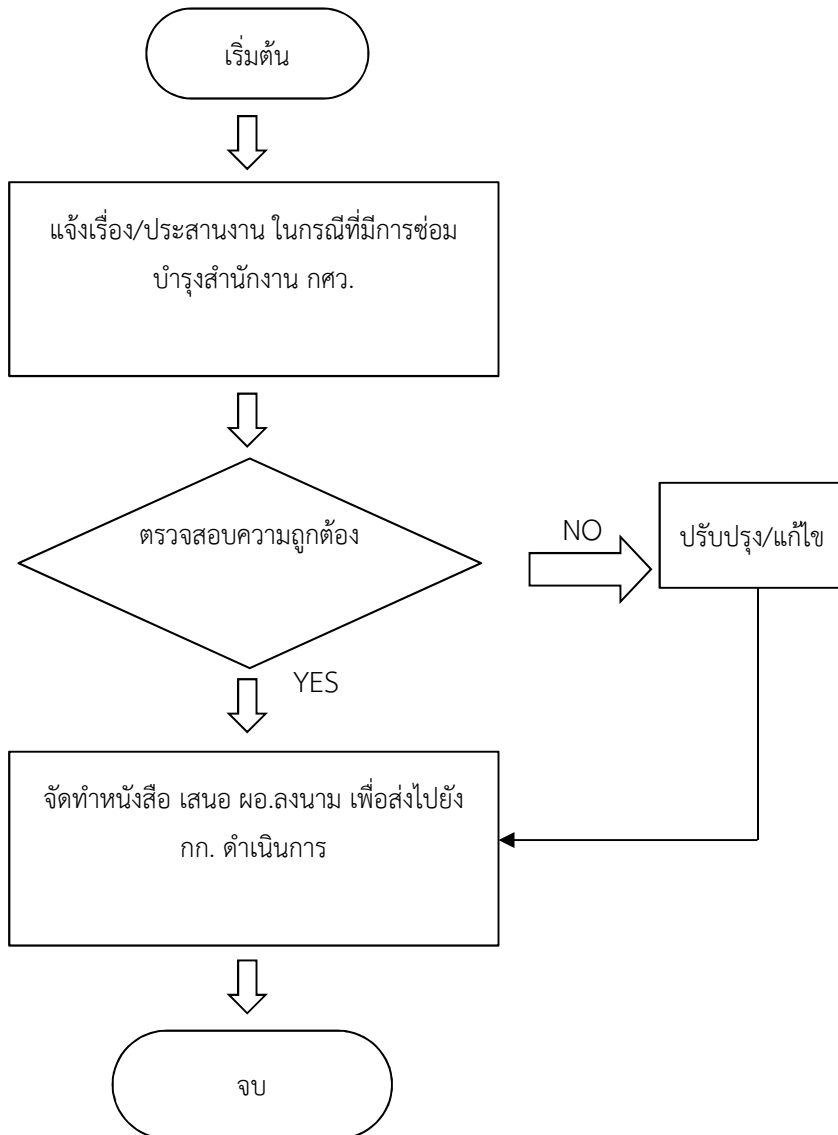 เริ่มต้น
แจ้งเรื่อง/ประสานงาน ในกรณีที่มีการซ่อม
บำรุงสำนักงาน กศว.
ตรวจสอบความถูกต้อง
NO
ปรับปรุง/แก้ไข
YES
จัดทำหนังสือ เสนอ ผอ.ลงนาม เพื่อส่งไปยัง
กก. ดำเนินการ
จบ